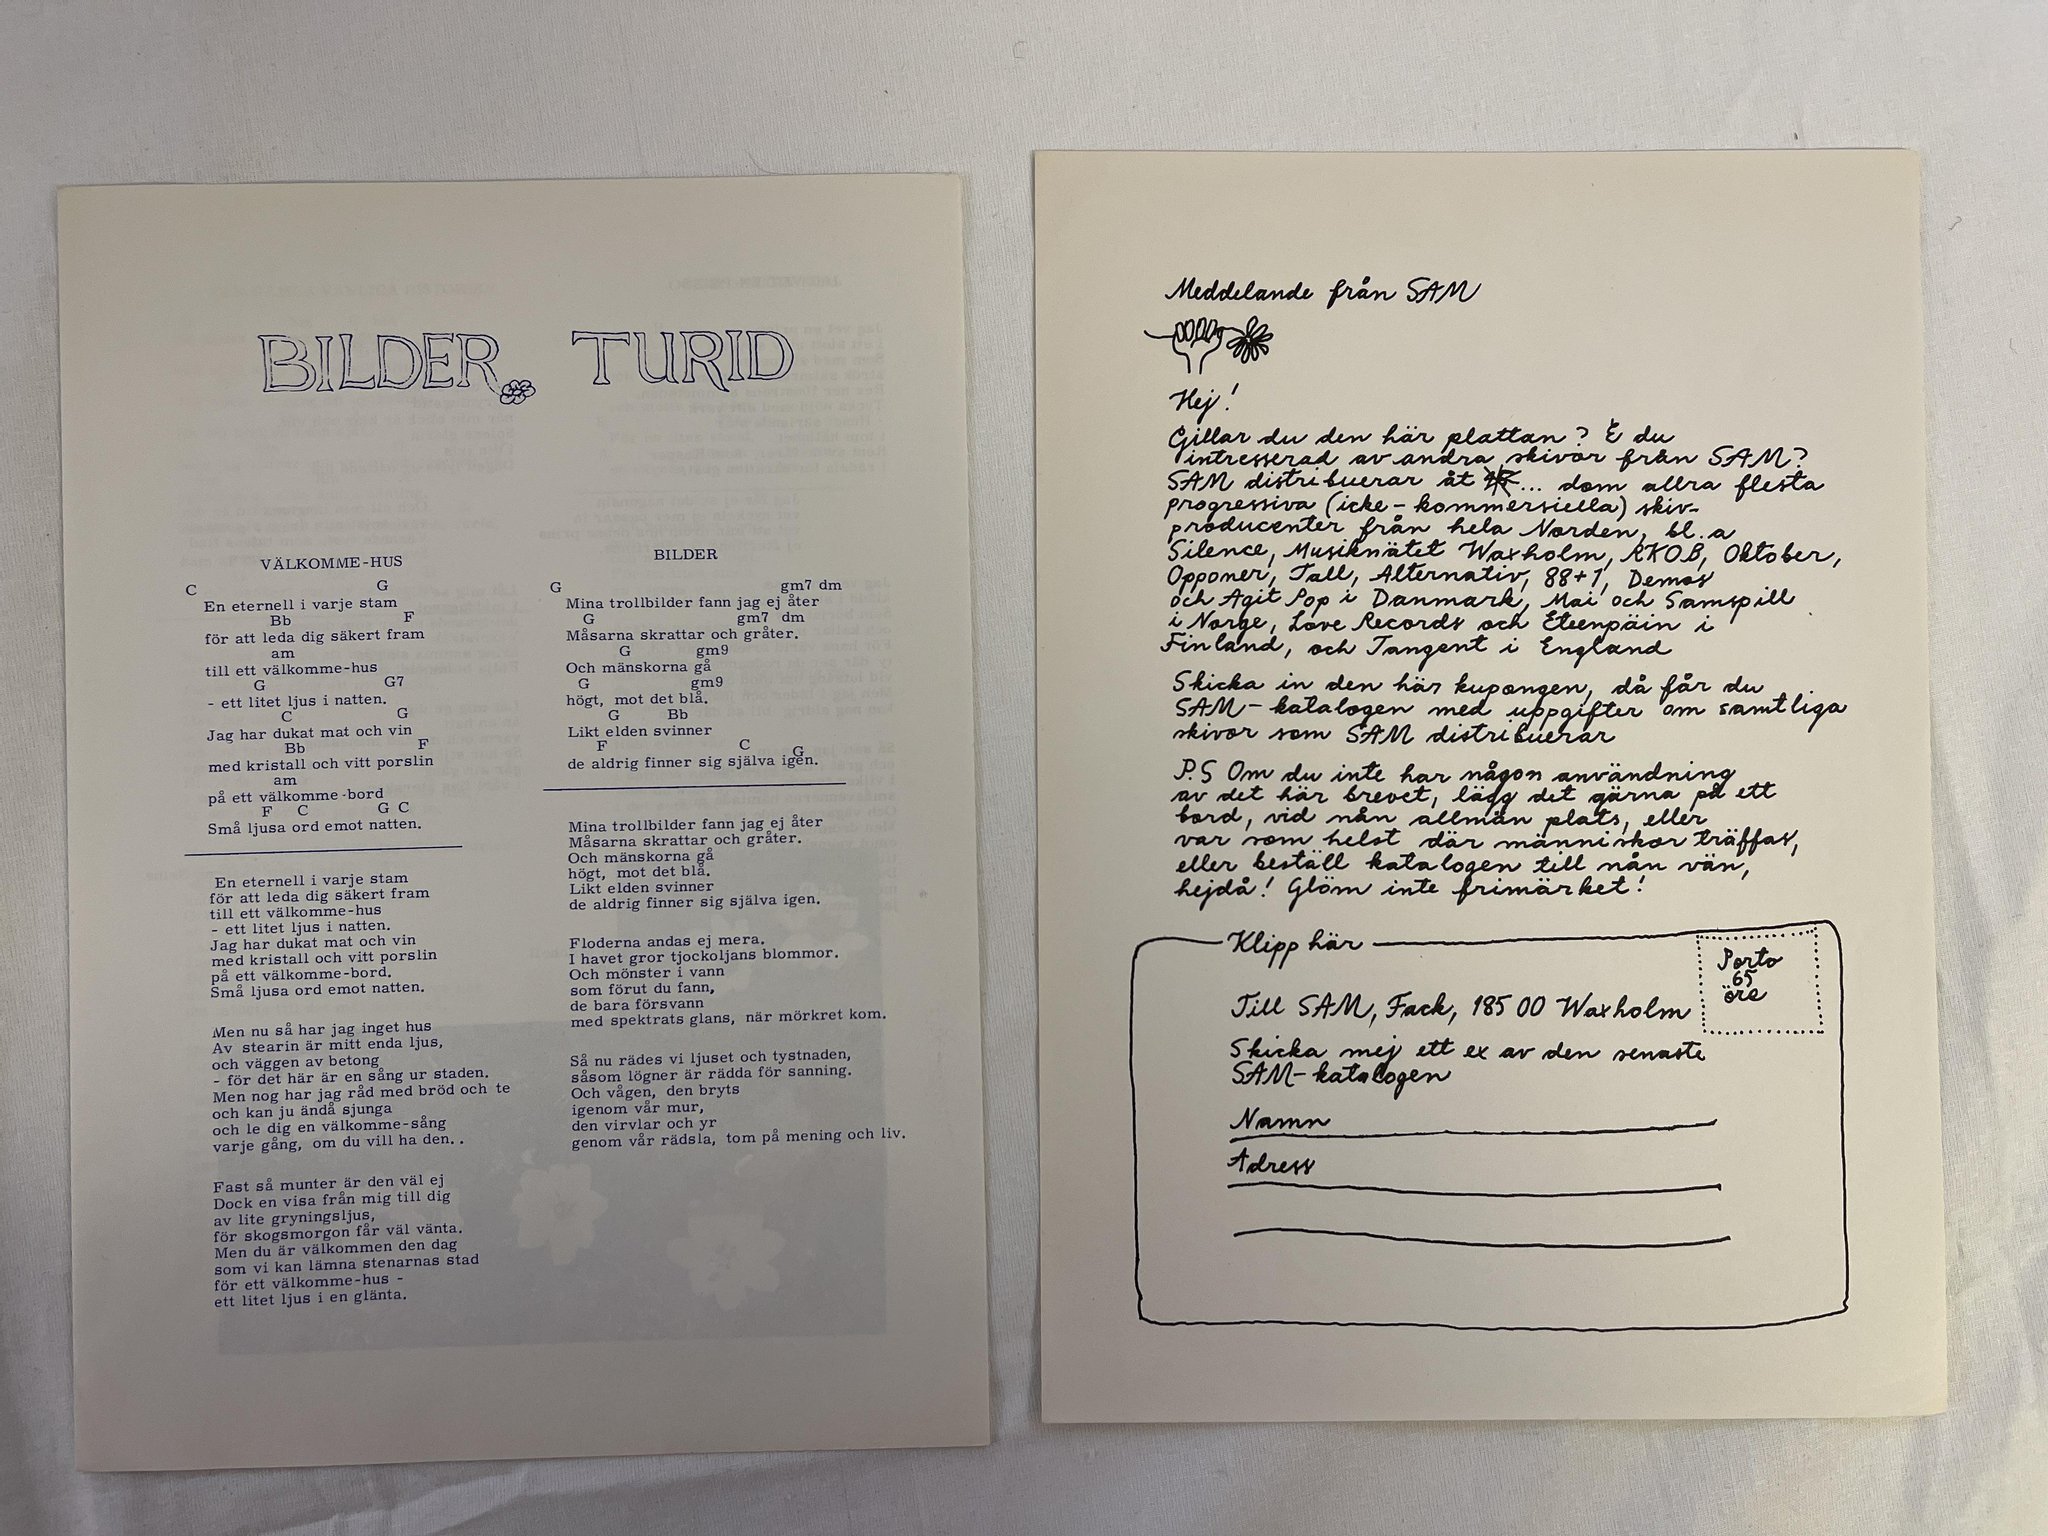 BILDER TURID
VÄLKOMME-HUS
C G
En eternell i varje stam
Bb F
för att leda dig säkert fram
am
till ett välkomme-hus
G G7
- ett litet ljus i natten.
C G
Jag har dukat mat och vin
Bb F
med kristall och vitt porslin
am
på ett välkomme-bord
F C G C
Små ljusa ord emot natten.
En eternell i varje stam
för att leda dig säkert fram
till ett välkomme-hus
- ett litet ljus i natten.
Jag har dukat mat och vin
med kristall och vitt porslin
på ett välkomme-bord.
Små ljusa ord emot natten.
Men nu så har jag inget hus
Av stearin är mitt enda ljus,
och väggen av betong
- för det här är en sång ur staden.
Men nog har jag råd med bröd och te
och kan ju ändå sjunga
och le dig en välkomme-sång
varje gång, om du vill ha den. .
Fast så munter är den väl ej
Dock en visa från mig till dig
av lite gryningsljus,
för skogsmorgon får väl vänta.
Men du är välkommen den dag
som vi kan lämna stenarnas stad
för ett välkomme-hus -
ett litet ljus i en glänta.
BILDER
G gm7 dm
Mina trollbilder fann jag ej åter
G gm7 dm
Måsarna skrattar och gråter.
G gm9
Och mänskorna gå
G gm9
högt, mot det blå.
G Bb
Likt elden svinner
F C G
de aldrig finner sig själva igen.
Mina trollbilder fann jag ej åter
Måsarna skrattar och gråter.
Och mänskorna gå
högt, mot det blå.
Likt elden svinner
de aldrig finner sig själva igen.
Floderna andas ej mera.
I havet gror tjockoljans blommor.
Och mönster i vann
som förut du fann,
de bara försvann
med spektrats glans, när mörkret kom.
Så nu rädes vi ljuset och tystnaden,
såsom lögner är rädda för sanning.
Och vågen, den bryts
igenom vår mur,
den virvlar och yr
genom vår rädsla, tom på mening och liv.
Meddelande från SAM
Hej!
Gillar du den här plattan? E du
intresserad av andra skivor från SAM?
SAM distribuerar åt ... dom allra flesta
progressiva (icke-kommersiella) skiv-
producenter från hela Norden, bl.a
Silence, Musiknätet Waxholm, RKOB, Oktober,
Opponer, Tall, Alternativ, 88+1, Demos
och Agit Pop i Danmark, Mai och Samspill
i Norge, Love Records och Eteenpäin i
Finland, och Tangent i England
Skicka in den här kupongen, då får du
SAM-katalogen med uppgifter om samtliga
skivor som SAM distribuerar
P.S Om du inte har någon användning
av det här brevet, lägg det gärna på ett
bord, vid nån allmän plats, eller
var som helst där människor träffas,
eller beställ katalogen till nån vän,
hejdå! Glöm inte frimärket!
Klipp här
Porto
65
öre
Till SAM, Fack, 185 00 Waxholm
Skicka mej ett ex av den senaste
SAM-katalogen
Namn
Adress